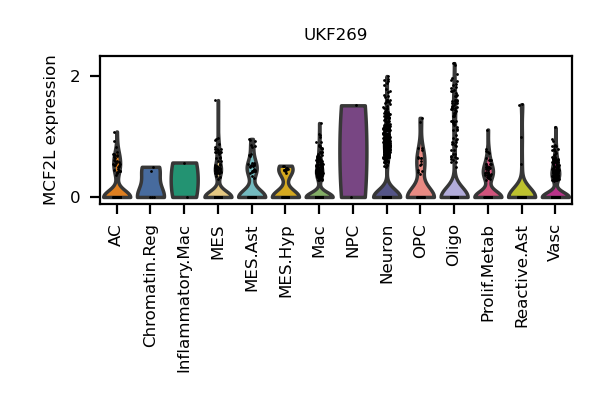 UKF269
MCF2L expression
2
0
AC
Chromatin.Reg
Inflammatory.Mac
MES
MES.Ast
MES.Hyp
Mac
NPC
Neuron
OPC
Oligo
Prolif.Metab
Reactive.Ast
Vasc